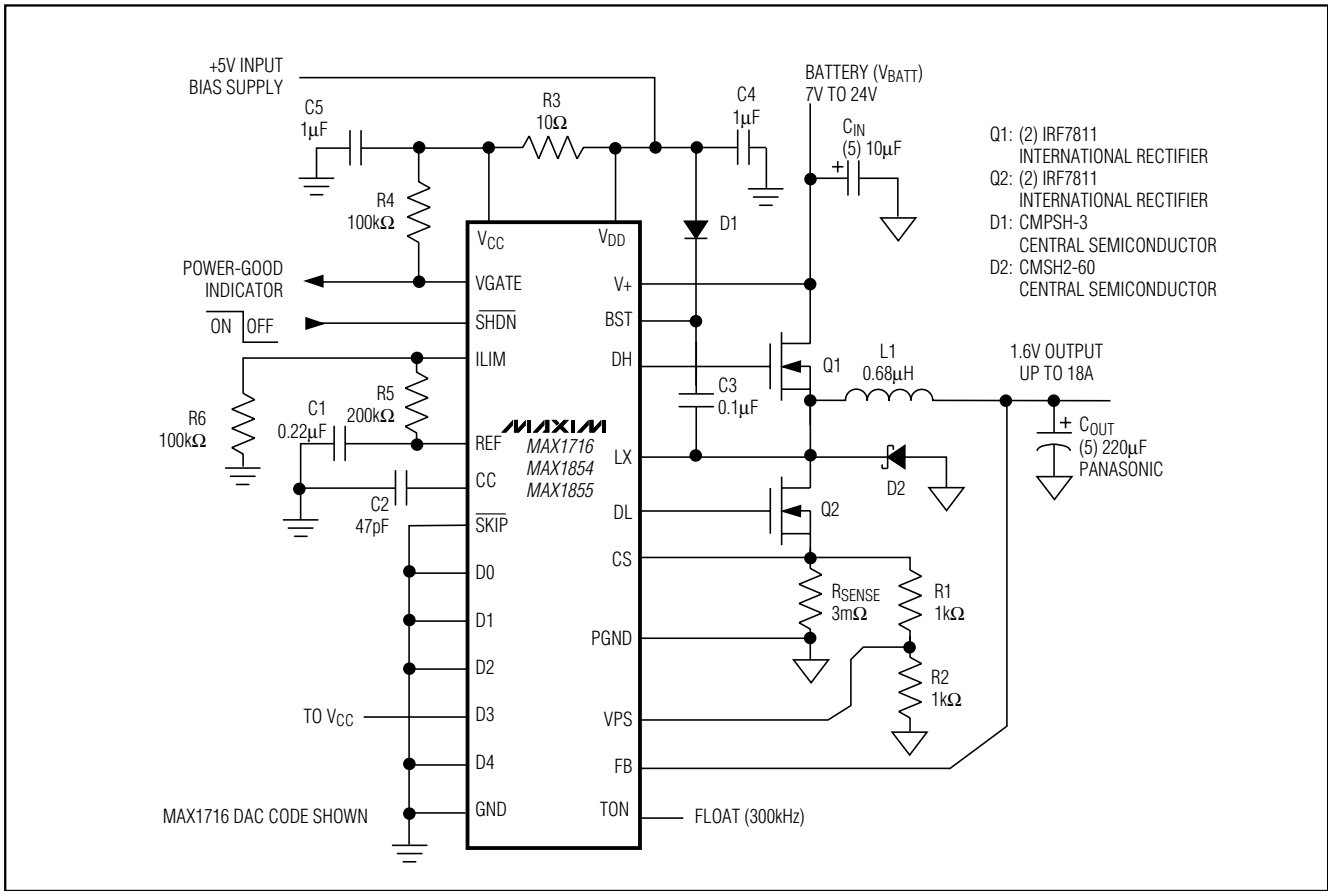 +5V INPUT
BIAS SUPPLY
C5
1µF
R3
10Ω
C4
1µF
BATTERY (VBATT)
7V TO 24V
CIN
(5) 10µF
+
Q1: (2) IRF7811
INTERNATIONAL RECTIFIER
Q2: (2) IRF7811
INTERNATIONAL RECTIFIER
D1: CMPSH-3
CENTRAL SEMICONDUCTOR
D2: CMSH2-60
CENTRAL SEMICONDUCTOR
R4
100kΩ
D1
VCC
VDD
POWER-GOOD
INDICATOR
VGATE
V+
ON OFF
SHDN
BST
ILIM
DH
Q1
L1
0.68µH
1.6V OUTPUT
UP TO 18A
R5
200kΩ
C3
0.1µF
R6
100kΩ
C1
0.22µF
+
COUT
(5) 220µF
PANASONIC
REF
MAXIM
MAX1716
MAX1854
MAX1855
LX
D2
CC
C2
47pF
DL
Q2
SKIP
CS
D0
RSENSE
3mΩ
R1
1kΩ
D1
PGND
D2
R2
1kΩ
TO VCC
D3
VPS
D4
FB
MAX1716 DAC CODE SHOWN
GND
TON
FLOAT (300kHz)